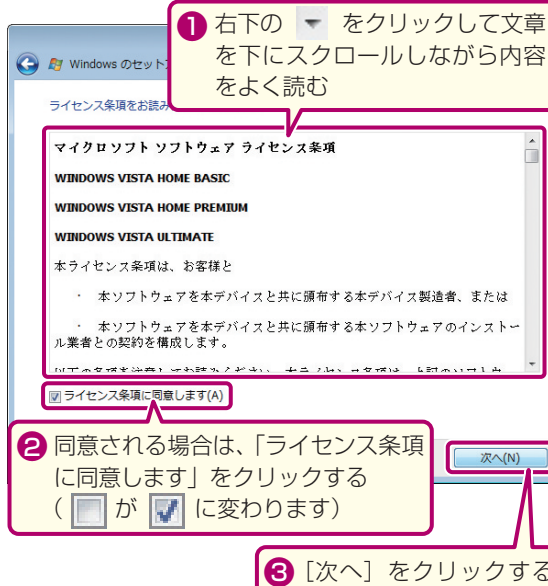 ❶ 右下の をクリックして文章
を下にスクロールしながら内容
をよく読む
Windows のセット
ライセンス条項をお読み
マイクロソフト ソフトウェア ライセンス条項
WINDOWS VISTA HOME BASIC
WINDOWS VISTA HOME PREMIUM
WINDOWS VISTA ULTIMATE
本ライセンス条項は、お客様と
・ 本ソフトウェアを本デバイスと共に頒布する本デバイス製造者、または
・ 本ソフトウェアを本デバイスと共に頒布する本ソフトウェアのインストー
ル業者との契約を構成します。
ライセンス条項に同意します(A)
❷ 同意される場合は、「ライセンス条項
に同意します」をクリックする
( が に変わります)
次へ(N)
❸ [次へ] をクリックする